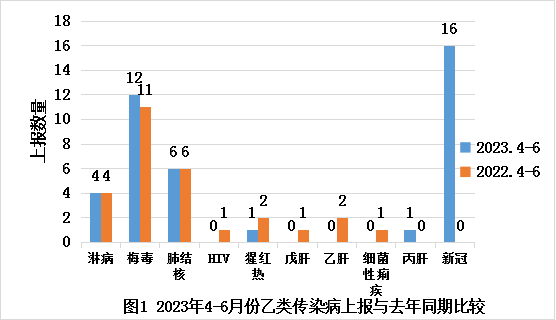 18
16
14
12
10
8
6
4
2
0
上报数量
4 4
12 11
6 6
0 1
1 2
0 1
0 2
0 1
1 0
16 0
淋病
梅毒
肺结
核
HIV
猩红
热
戊肝
乙肝
细菌
性痢
疾
丙肝
新冠
2023.4-6
2022.4-6
图1 2023年4-6月份乙类传染病上报与去年同期比较